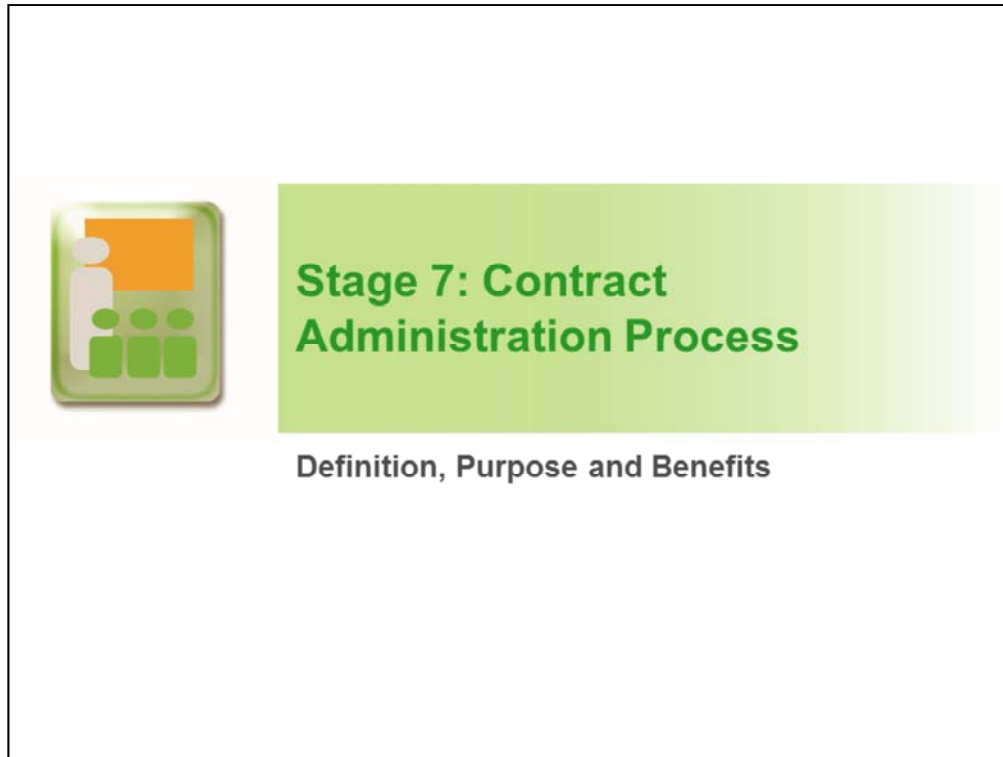 Stage 7: Contract
Administration Process
Definition, Purpose and Benefits